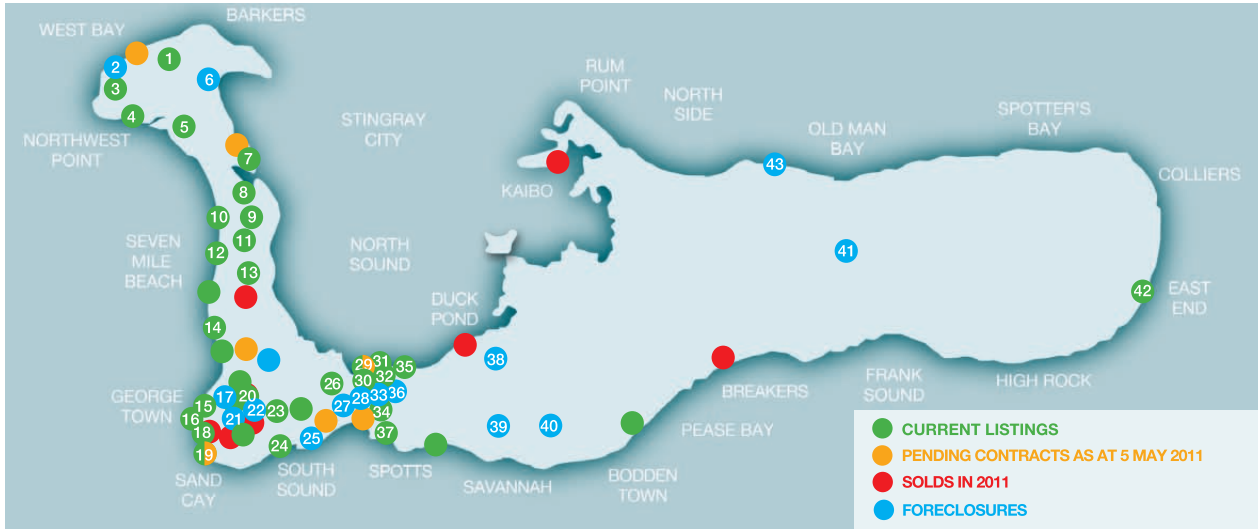 BARKERS
WEST BAY
1
2
6
3
4
5
NORTHWEST
POINT
7
8
10
9
11
12
13
14
SEVEN
MILE
BEACH
STINGRAY
CITY
NORTH
SOUND
RUM
POINT
NORTH
SIDE
KAIBO
OLD MAN
BAY
SPOTTER'S
BAY
COLLIERS
43
41
42
EAST
END
DUCK
POND
38
29
31
35
30
32
26
28
33
36
27
34
GEORGE
TOWN
17
20
15
22
23
16
21
18
19
24
25
37
39
40
SAND
CAY
SOUTH
SOUND
SPOTTS
SAVANNAH
BODDEN
TOWN
PEASE BAY
BREAKERS
FRANK
SOUND
HIGH ROCK
CURRENT LISTINGS
PENDING CONTRACTS AS AT 5 MAY 2011
SOLDS IN 2011
FORECLOSURES